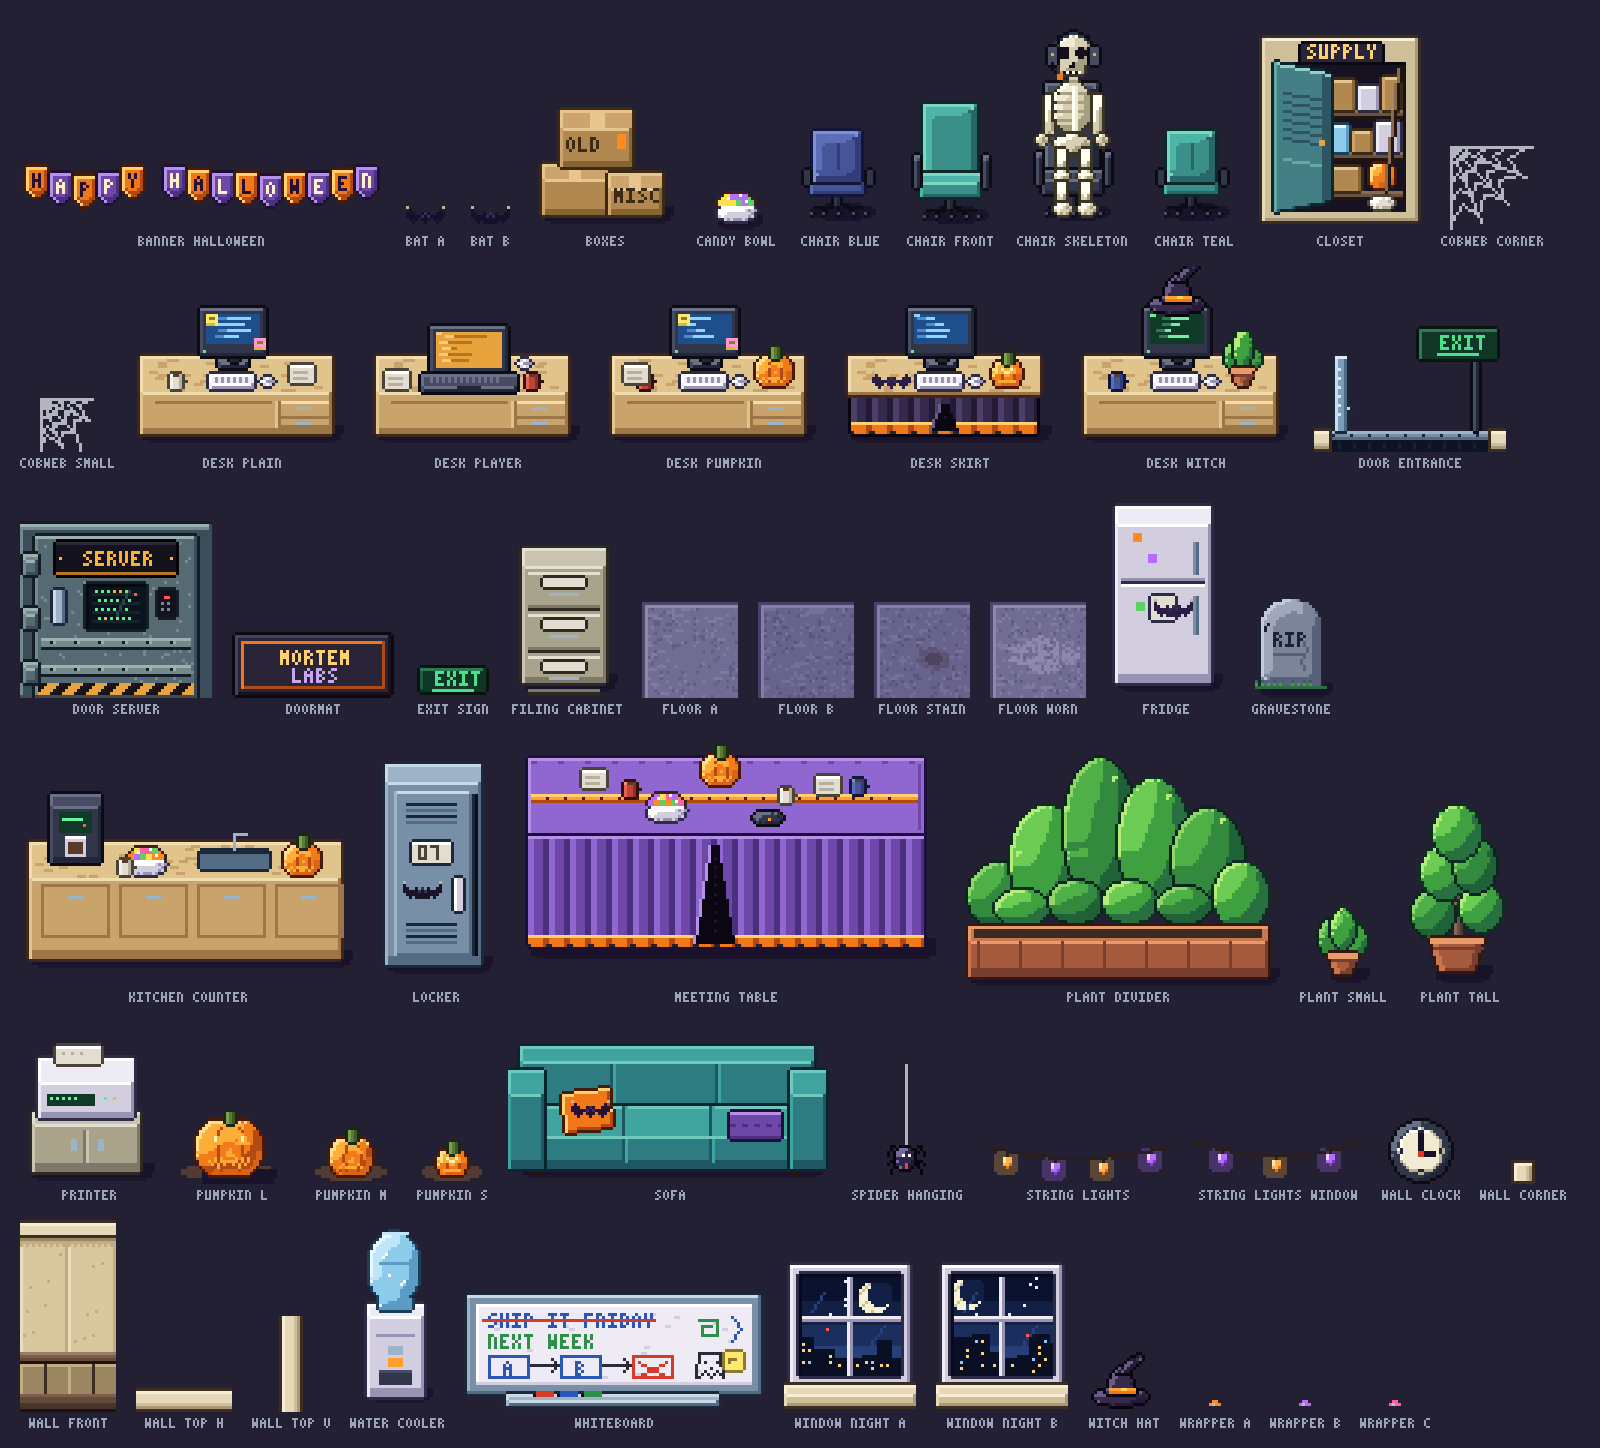 HAPPY HALLOWEEN
OLD
MISC
SUPPLY
BANNER HALLOWEEN
BAT A
BAT B
BOXES
CANDY BOWL
CHAIR BLUE
CHAIR FRONT
CHAIR SKELETON
CHAIR TEAL
CLOSET
COBWEB CORNER
EXIT
COBWEB SMALL
DESK PLAIN
DESK PLAYER
DESK PUMPKIN
DESK SKIRT
DESK WITCH
DOOR ENTRANCE
SERVER
MORTEM
LABS
EXIT
RIP
DOOR SERVER
DOORMAT
EXIT SIGN
FILING CABINET
FLOOR A
FLOOR B
FLOOR STAIN
FLOOR WORN
FRIDGE
GRAVESTONE
07
KITCHEN COUNTER
LOCKER
MEETING TABLE
PLANT DIVIDER
PLANT SMALL
PLANT TALL
PRINTER
PUMPKIN L
PUMPKIN M
PUMPKIN S
SOFA
SPIDER HANGING
STRING LIGHTS
STRING LIGHTS WINDOW
WALL CLOCK
WALL CORNER
SHIP IT FRIDAY
NEXT WEEK
A
B
WALL FRONT
WALL TOP H
WALL TOP V
WATER COOLER
WHITEBOARD
WINDOW NIGHT A
WINDOW NIGHT B
WITCH HAT
WRAPPER A
WRAPPER B
WRAPPER C